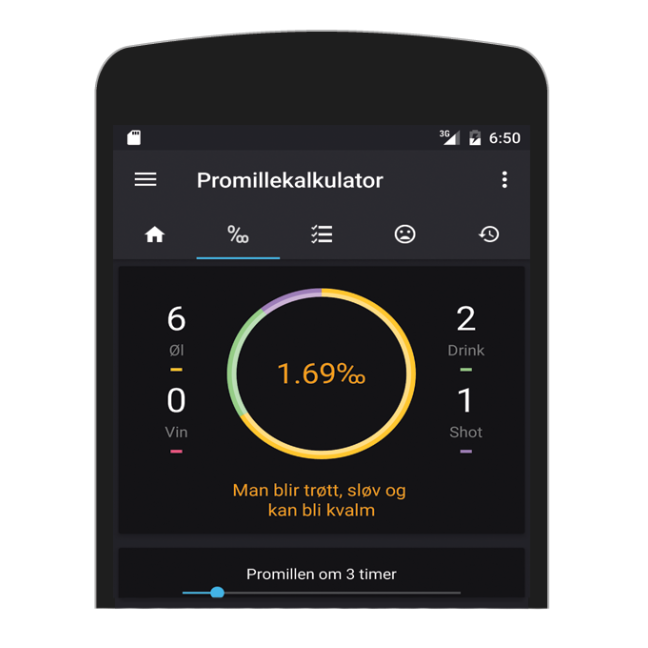 3G 6:50
Promillekalkulator
%o
6
Øl
2
Drink
1.69‰
0
Vin
1
Shot
Man blir trøtt, sløv og
kan bli kvalm
Promillen om 3 timer